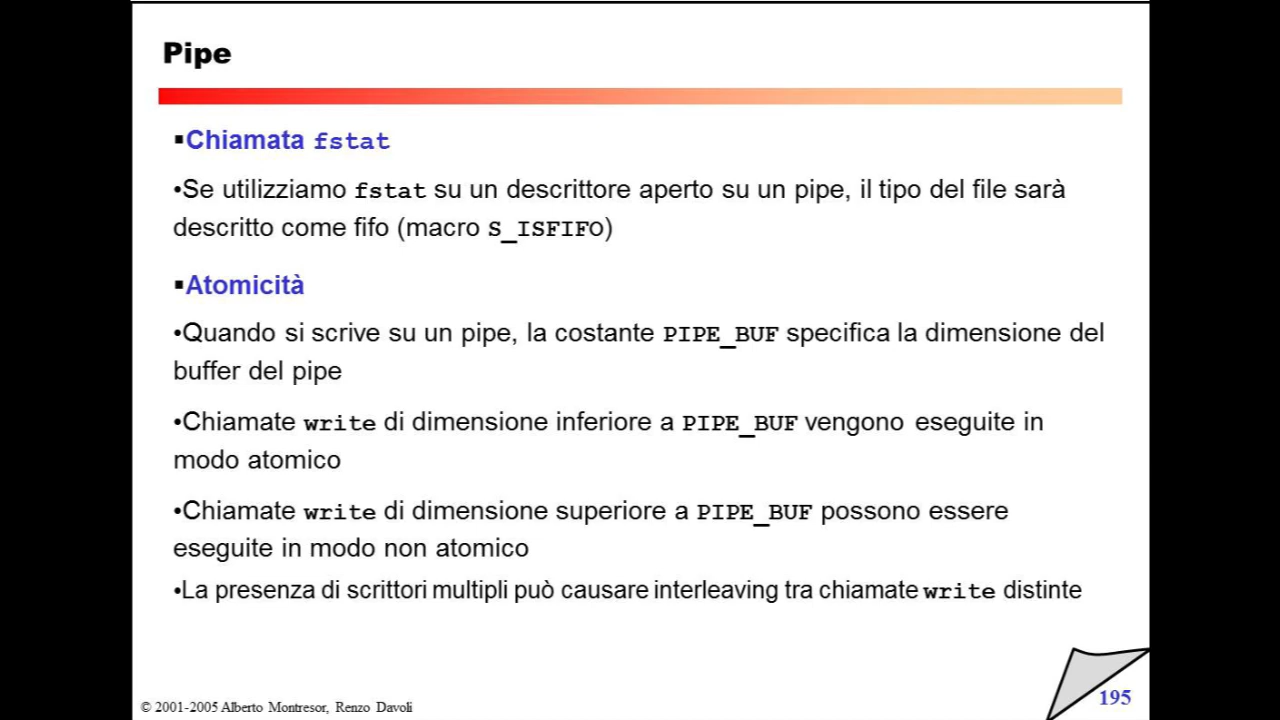 Pipe
▪Chiamata fstat
•Se utilizziamo fstat su un descrittore aperto su un pipe, il tipo del file sarà
descritto come fifo (macro S_ISFIFO)
▪Atomicità
•Quando si scrive su un pipe, la costante PIPE_BUF specifica la dimensione del
buffer del pipe
•Chiamate write di dimensione inferiore a PIPE_BUF vengono eseguite in
modo atomico
•Chiamate write di dimensione superiore a PIPE_BUF possono essere
eseguite in modo non atomico
•La presenza di scrittori multipli può causare interleaving tra chiamate write distinte
© 2001-2005 Alberto Montresor, Renzo Davoli
195